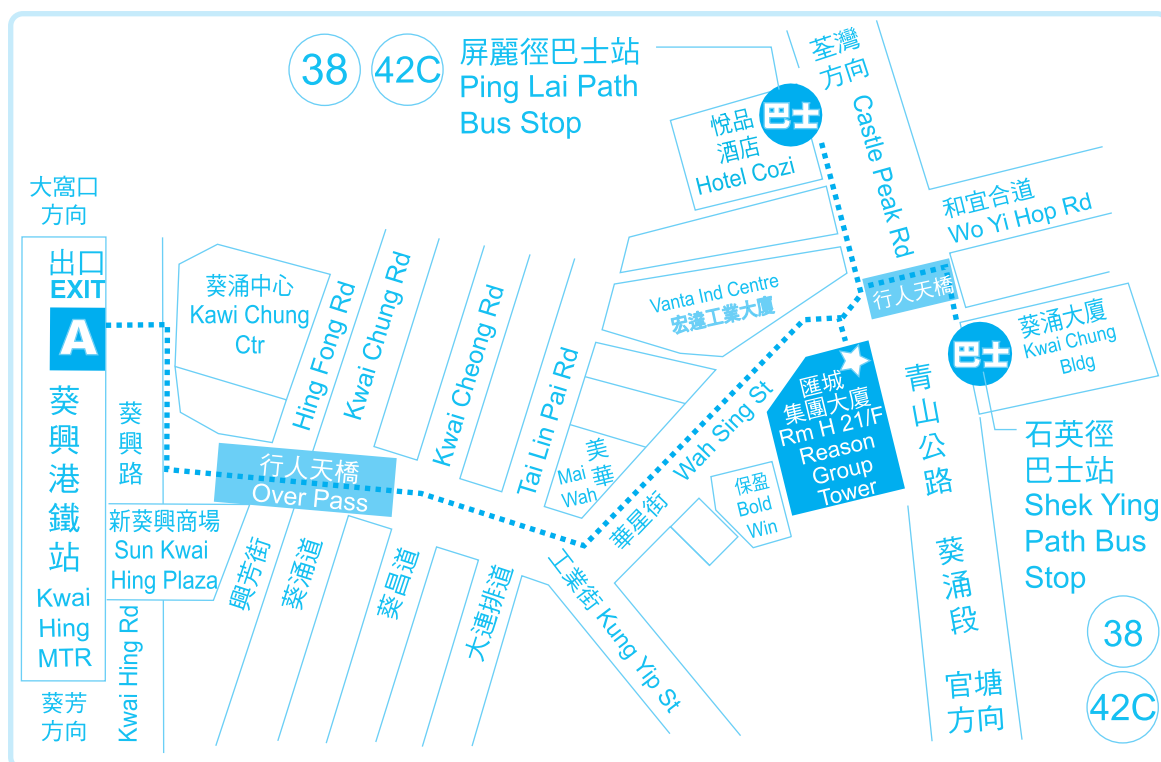 38
42C
屏麗徑巴士站
Ping Lai Path
Bus Stop
荃灣
方向
Castle Peak Rd
巴士
悅品
酒店
Hotel Cozi
和宜合道
Wo Yi Hop Rd
行人天橋
大窩口
方向
出口
EXIT
A
葵興港鐵站
Kwai
Hing
MTR
葵芳
方向
葵興路
Kwai Hing Rd
葵涌中心
Kawi Chung
Ctr
新葵興商場
Sun Kwai
Hing Plaza
行人天橋
Over Pass
Hing Fong Rd
興芳街
Kwai Chung Rd
葵涌道
Kwai Cheong Rd
葵昌道
Tai Lin Pai Rd
大連排道
Vanta Ind Centre
宏達工業大廈
美華
Mai
Wah
Wah Sing St
華星街
工業街 Kung Yip St
保盈
Bold
Win
匯城
集團大廈
Rm H 21/F
Reason
Group
Tower
青山公路
葵涌段
官塘
方向
巴士
葵涌大廈
Kwai Chung
Bldg
石英徑
巴士站
Shek Ying
Path Bus
Stop
38
42C